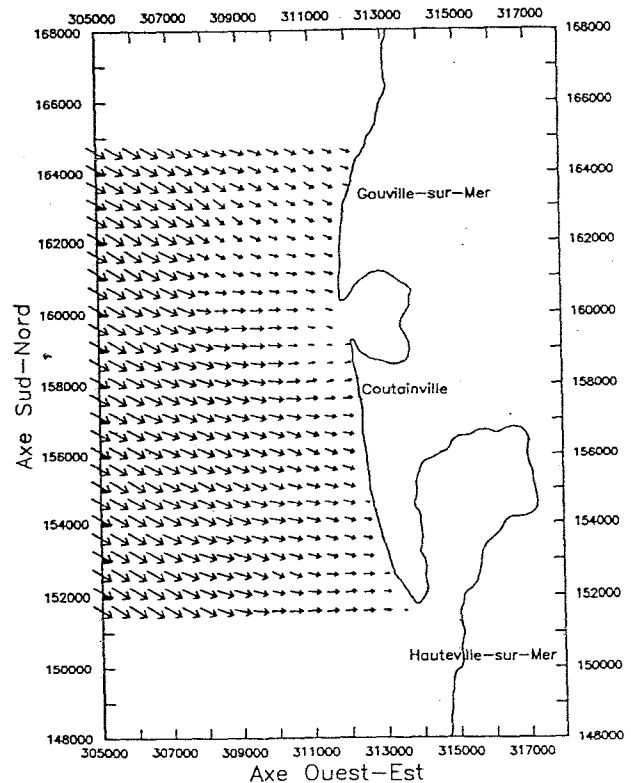 305000 307000 309000 311000 313000 315000 317000
168000 168000
166000 166000
164000 164000
Gouville-sur-Mer
162000 162000
160000 160000
158000 158000
Coutainville
156000 156000
154000 154000
152000 152000
Hauteville-sur-Mer
150000 150000
148000 148000
305000 307000 309000 311000 313000 315000 317000
Axe Sud-Nord
Axe Ouest-Est